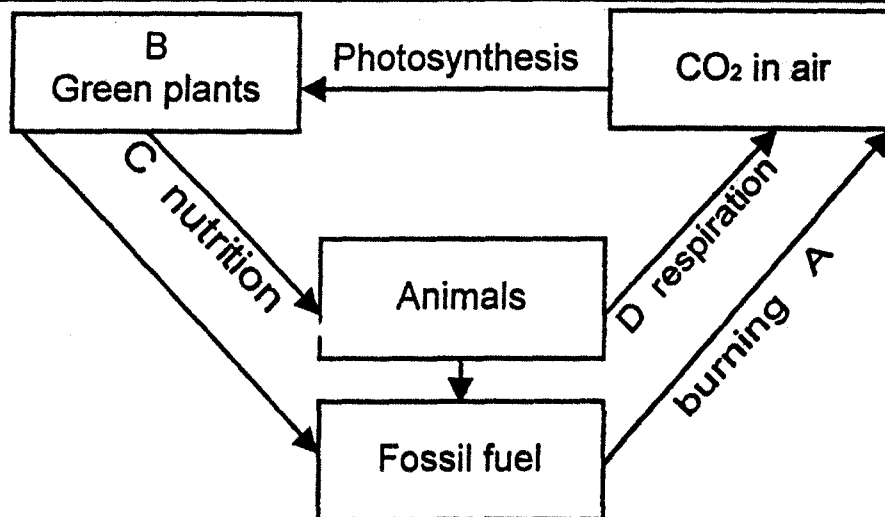 B
Green plants
Photosynthesis
CO₂ in air
C nutrition
Animals
D respiration
burning A
Fossil fuel